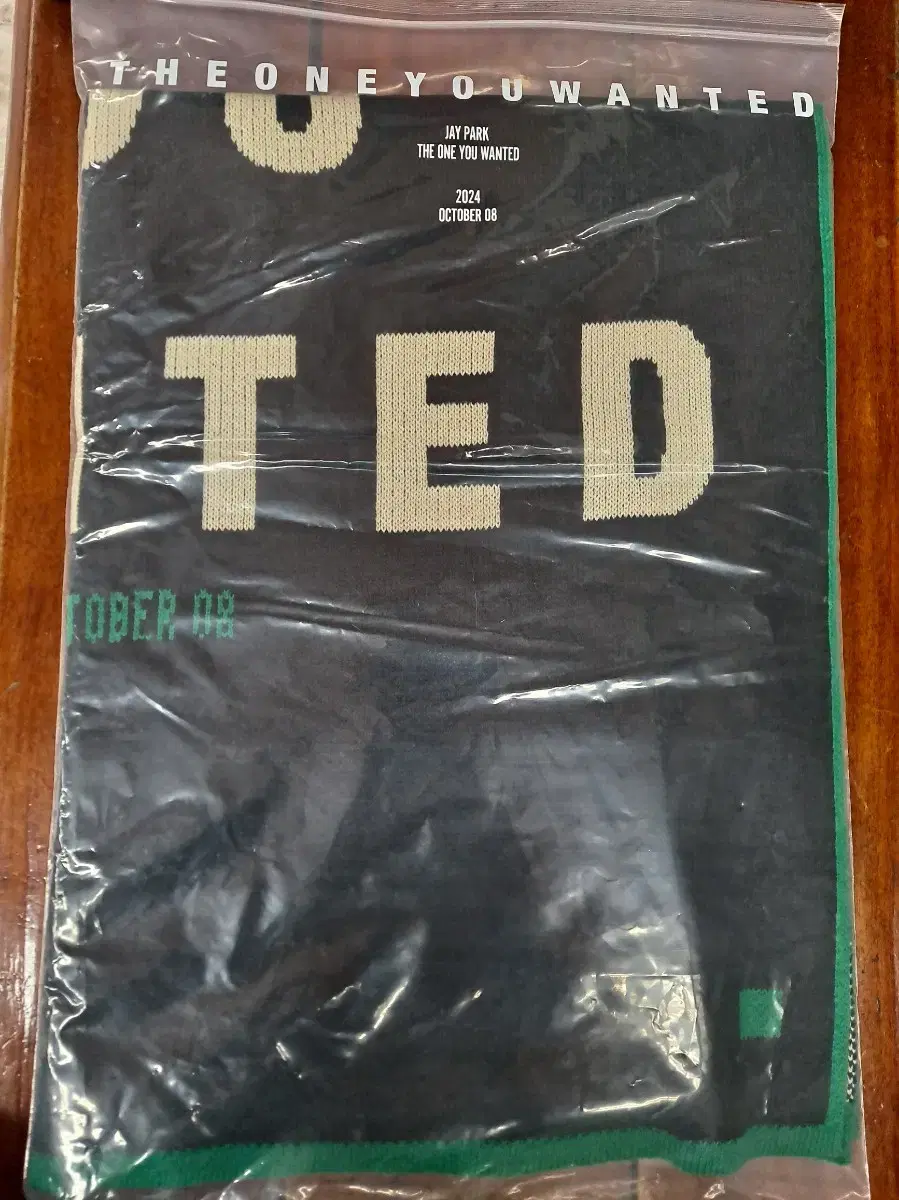 THEONEYOUWANTED
JAY PARK
THE ONE YOU WANTED
2024
OCTOBER 08
TED
TOBER 08